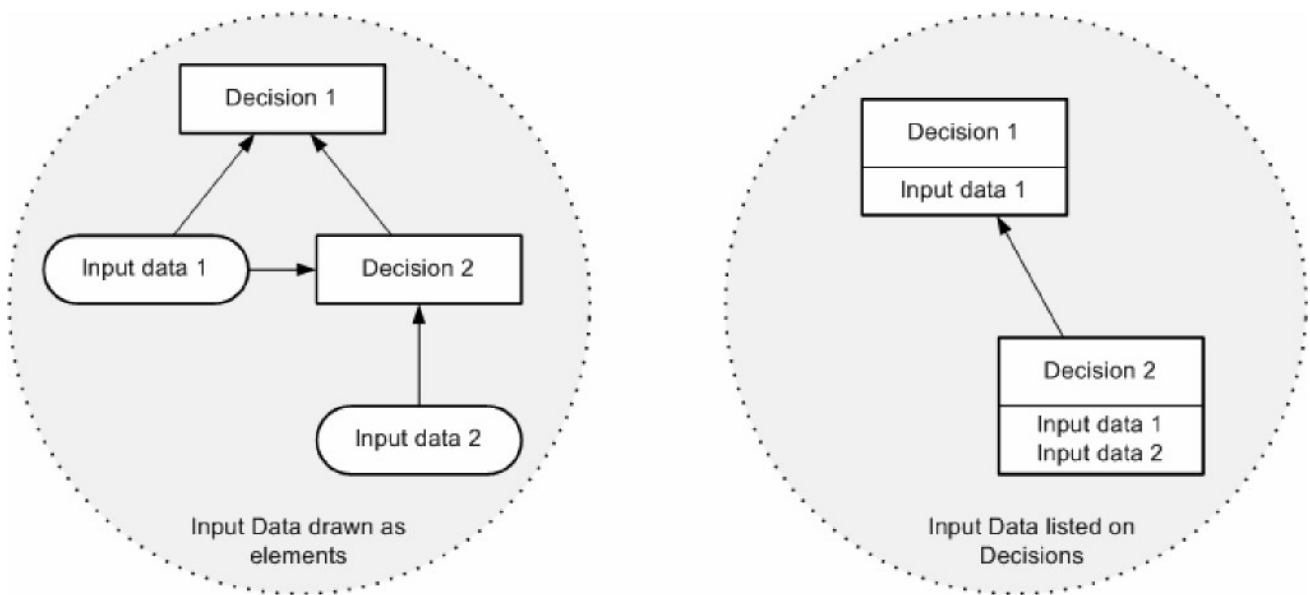 Decision 1
Input data 1
Decision 2
Input data 2
Input Data drawn as
elements
Decision 1
Input data 1
Decision 2
Input data 1
Input data 2
Input Data listed on
Decisions